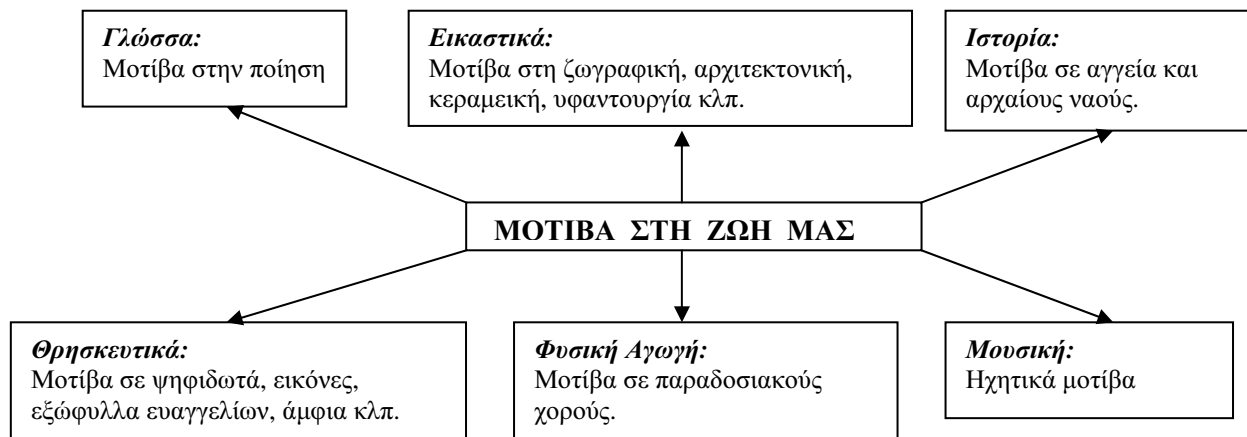 Γλώσσα:
Μοτίβα στην ποίηση
Εικαστικά:
Μοτίβα στη ζωγραφική, αρχιτεκτονική,
κεραμεική, υφαντουργία κλπ.
Ιστορία:
Μοτίβα σε αγγεία και
αρχαίους ναούς.
ΜΟΤΙΒΑ ΣΤΗ ΖΩΗ ΜΑΣ
Θρησκευτικά:
Μοτίβα σε ψηφιδωτά, εικόνες,
εξώφυλλα ευαγγελίων, άμφια κλπ.
Φυσική Αγωγή:
Μοτίβα σε παραδοσιακούς
χορούς.
Μουσική:
Ηχητικά μοτίβα